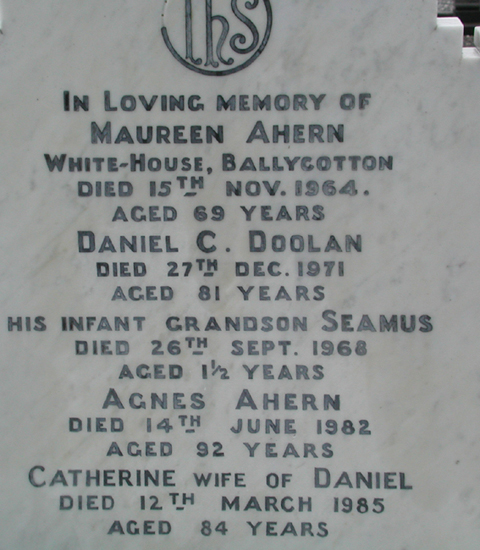 IHS
IN LOVING MEMORY OF
MAUREEN AHERN
WHITE-HOUSE, BALLYCOTTON
DIED 15TH NOV. 1964.
AGED 69 YEARS
DANIEL C. DOOLAN
DIED 27TH DEC. 1971
AGED 81 YEARS
HIS INFANT GRANDSON SEAMUS
DIED 26TH SEPT. 1968
AGED 1½ YEARS
AGNES AHERN
DIED 14TH JUNE 1982
AGED 92 YEARS
CATHERINE WIFE OF DANIEL
DIED 12TH MARCH 1985
AGED 84 YEARS